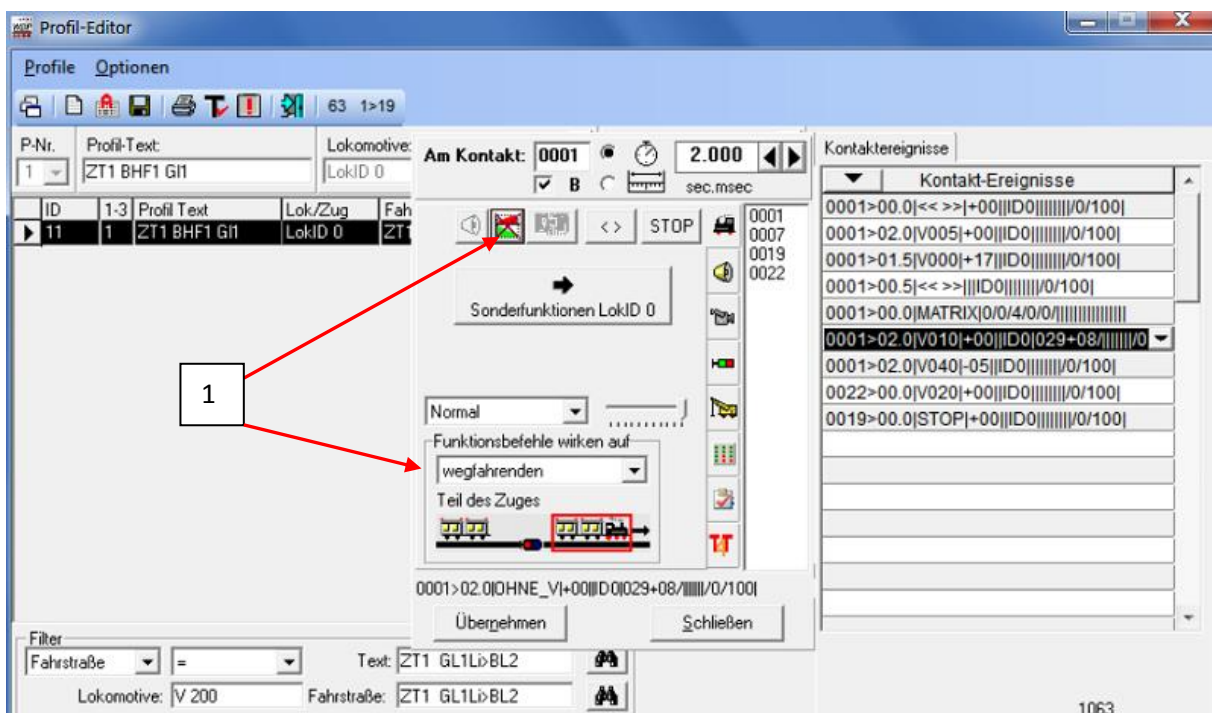 Profil-Editor
Profile Optionen
63 1>19
P-Nr. Profil-Text: Lokomotive:
1 ZT1 BHF1 Gl1 LokID 0
ID 1-3 Profil Text Lok/Zug Fah
11 1 ZT1 BHF1 Gl1 LokID 0 ZT1
Am Kontakt: 0001 2.000
B sec.msec
< > STOP
0001
0007
0019
0022
Sonderfunktionen LokID 0
1
Normal
Funktionsbefehle wirken auf
wegfahrenden
Teil des Zuges
0001>02.0|OHNE_V|+00|||ID0|029+08/||||||/0/100|
Übernehmen Schließen
Kontaktereignisse
Kontakt-Ereignisse
0001>00.0|<< >>|+00|||ID0||||||||/0/100|
0001>02.0|V005|+00|||ID0||||||||/0/100|
0001>01.5|V000|+17|||ID0||||||||/0/100|
0001>00.5|<< >>||||ID0||||||||/0/100|
0001>00.0|MATRIX|0/0/4/0/0/|||||||||||||||
0001>02.0|V010|+00|||ID0|029+08/|||||||/0
0001>02.0|V040|-05|||ID0||||||||/0/100|
0022>00.0|V020|+00|||ID0||||||||/0/100|
0019>00.0|STOP|+00|||ID0||||||||/0/100|
Filter
Fahrstraße = Text: ZT1 GL1Li>BL2
Lokomotive: V 200 Fahrstraße: ZT1 GL1Li>BL2
1063